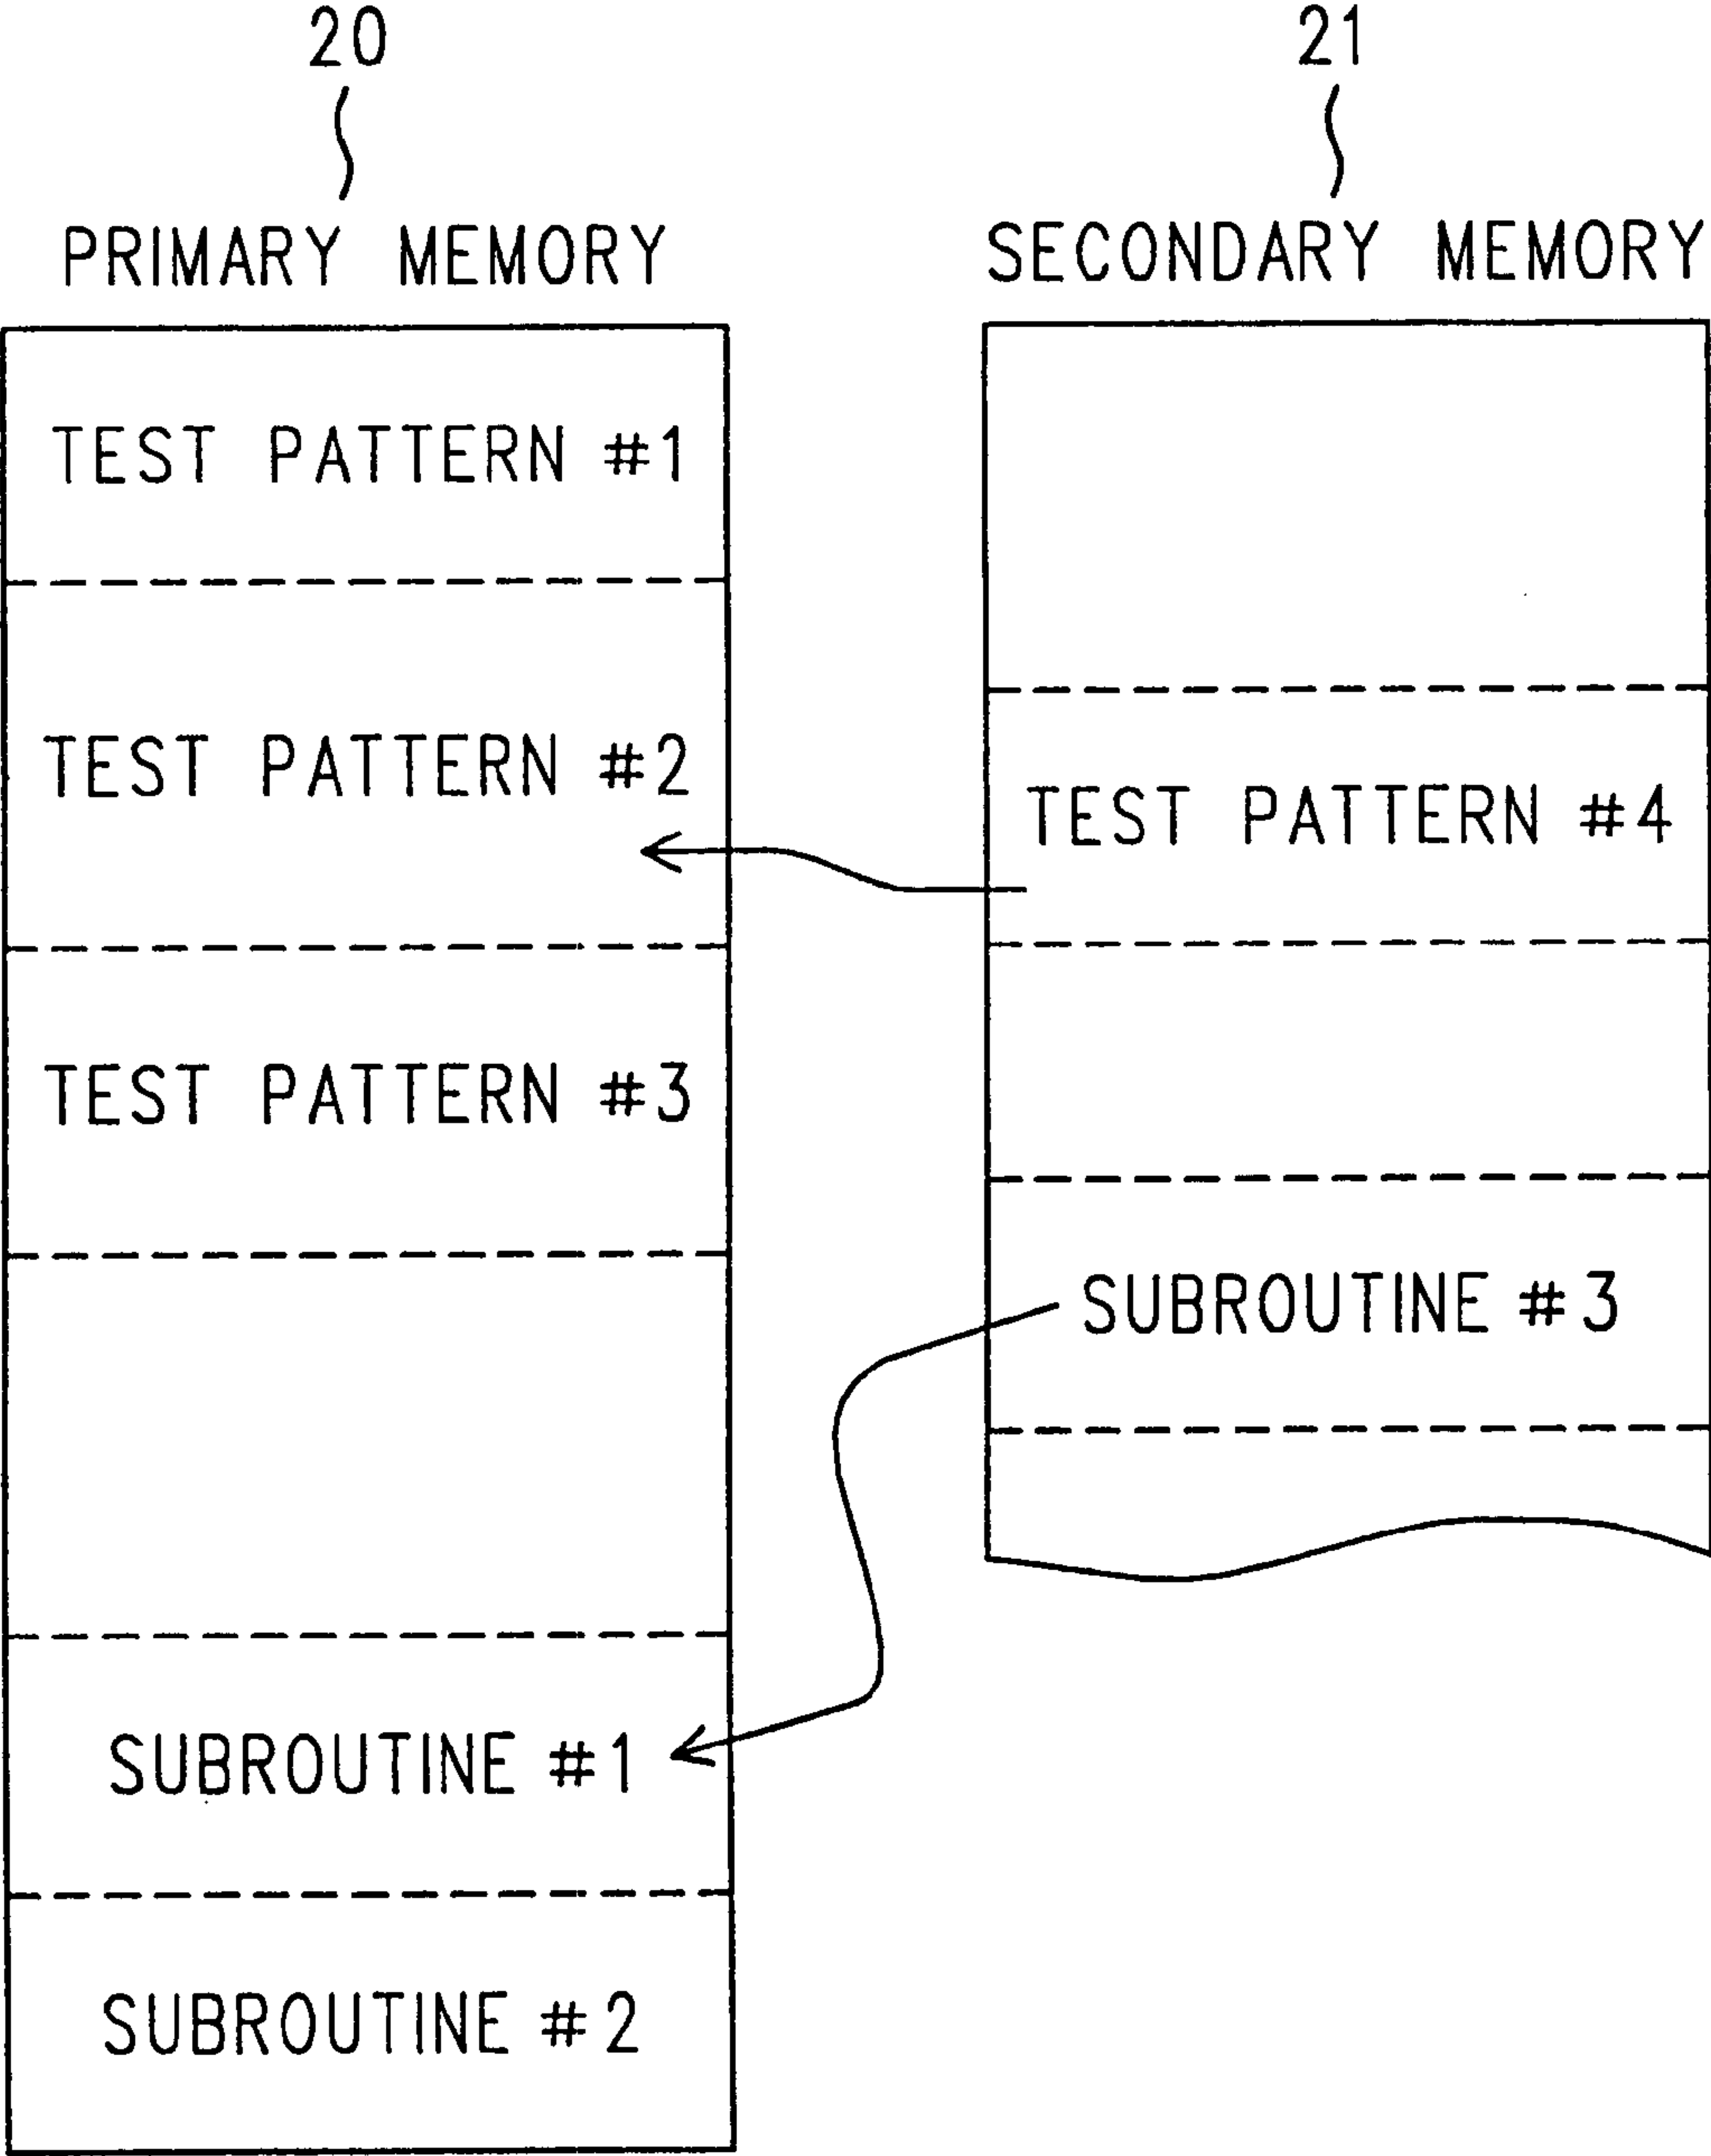 20
PRIMARY MEMORY
TEST PATTERN #1
TEST PATTERN #2
TEST PATTERN #3
SUBROUTINE #1
SUBROUTINE #2
21
SECONDARY MEMORY
TEST PATTERN #4
SUBROUTINE #3